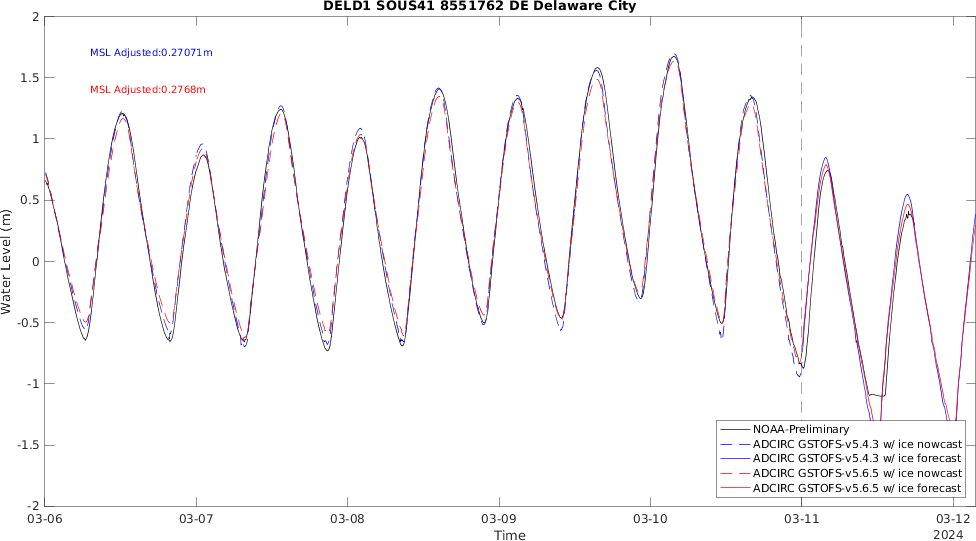 DELD1 SOUS41 8551762 DE Delaware City
MSL Adjusted:0.27071m
MSL Adjusted:0.2768m
Water Level (m)
2
1.5
1
0.5
0
-0.5
-1
-1.5
-2
NOAA-Preliminary
ADCIRC GSTOFS-v5.4.3 w/ ice nowcast
ADCIRC GSTOFS-v5.4.3 w/ ice forecast
ADCIRC GSTOFS-v5.6.5 w/ ice nowcast
ADCIRC GSTOFS-v5.6.5 w/ ice forecast
03-06 03-07 03-08 03-09 03-10 03-11 03-12
2024
Time